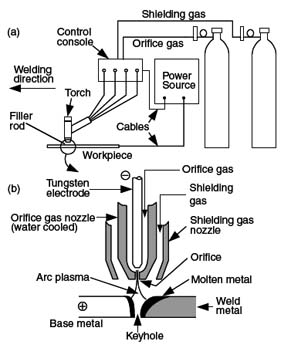 Shielding gas
(a)
Control
console
Orifice gas
Welding
direction
Torch
Power
Source
Filler
rod
Cables
Workpiece
(b)
⊖
Tungsten
electrode
Orifice gas
Shielding
gas
Orifice gas nozzle
(water cooled)
Shielding gas
nozzle
Orifice
Arc plasma
Molten metal
⊕
Weld
metal
Base metal
Keyhole